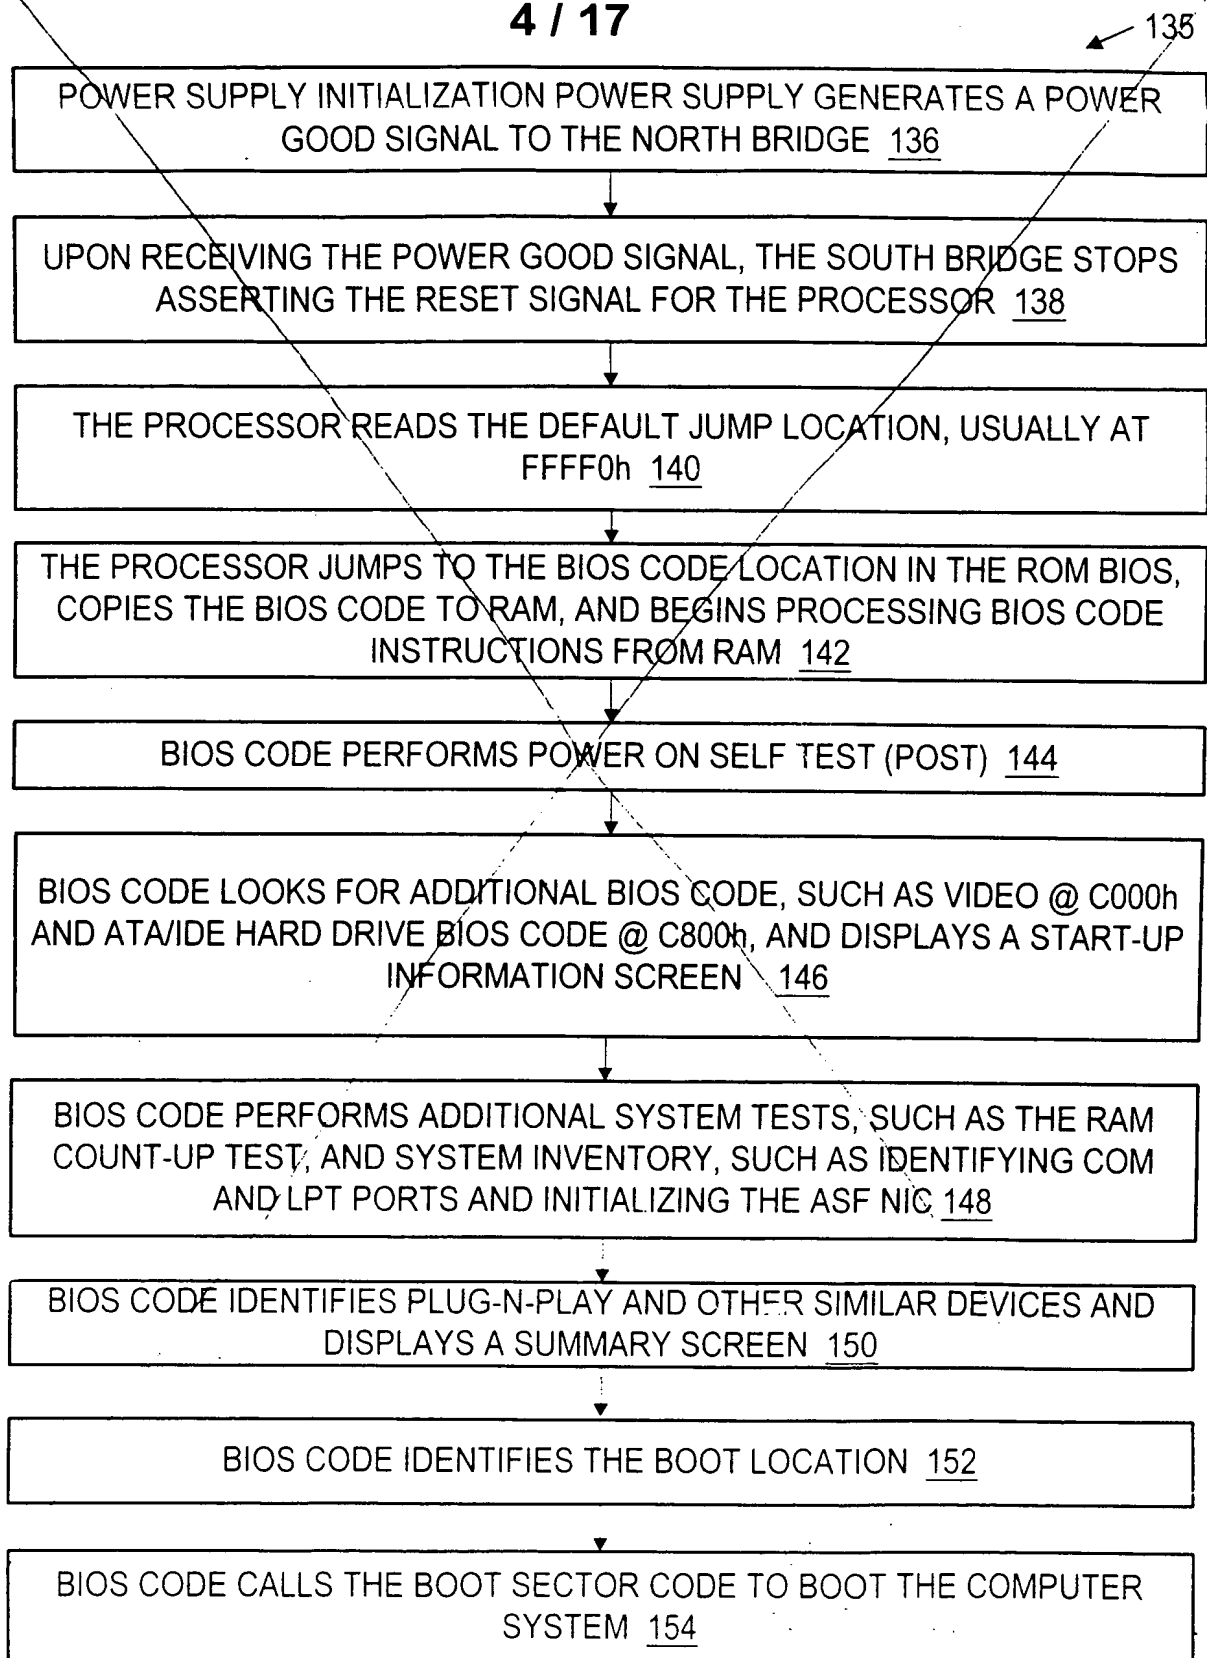 4 / 17
135
POWER SUPPLY INITIALIZATION POWER SUPPLY GENERATES A POWER
GOOD SIGNAL TO THE NORTH BRIDGE 136
UPON RECEIVING THE POWER GOOD SIGNAL, THE SOUTH BRIDGE STOPS
ASSERTING THE RESET SIGNAL FOR THE PROCESSOR 138
THE PROCESSOR READS THE DEFAULT JUMP LOCATION, USUALLY AT
FFFF0h 140
THE PROCESSOR JUMPS TO THE BIOS CODE LOCATION IN THE ROM BIOS,
COPIES THE BIOS CODE TO RAM, AND BEGINS PROCESSING BIOS CODE
INSTRUCTIONS FROM RAM 142
BIOS CODE PERFORMS POWER ON SELF TEST (POST) 144
BIOS CODE LOOKS FOR ADDITIONAL BIOS CODE, SUCH AS VIDEO @ C000h
AND ATA/IDE HARD DRIVE BIOS CODE @ C800h, AND DISPLAYS A START-UP
INFORMATION SCREEN 146
BIOS CODE PERFORMS ADDITIONAL SYSTEM TESTS, SUCH AS THE RAM
COUNT-UP TEST, AND SYSTEM INVENTORY, SUCH AS IDENTIFYING COM
AND LPT PORTS AND INITIALIZING THE ASF NIC 148
BIOS CODE IDENTIFIES PLUG-N-PLAY AND OTHER SIMILAR DEVICES AND
DISPLAYS A SUMMARY SCREEN 150
BIOS CODE IDENTIFIES THE BOOT LOCATION 152
BIOS CODE CALLS THE BOOT SECTOR CODE TO BOOT THE COMPUTER
SYSTEM 154